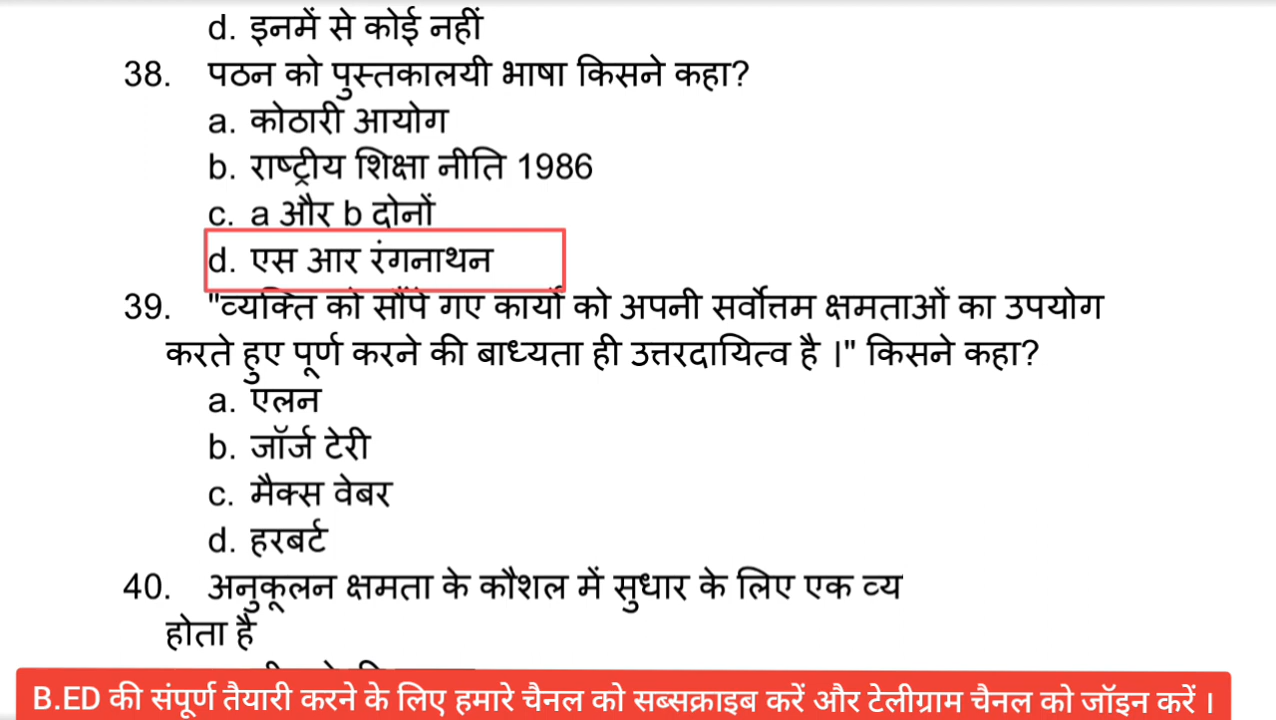 d. इनमें से कोई नहीं
38. पठन को पुस्तकालयी भाषा किसने कहा?
a. कोठारी आयोग
b. राष्ट्रीय शिक्षा नीति 1986
c. a और b दोनों
d. एस आर रंगनाथन
39. "व्यक्ति को सौंपे गए कार्यों को अपनी सर्वोत्तम क्षमताओं का उपयोग
करते हुए पूर्ण करने की बाध्यता ही उत्तरदायित्व है ।" किसने कहा?
a. एलन
b. जॉर्ज टेरी
c. मैक्स वेबर
d. हरबर्ट
40. अनुकूलन क्षमता के कौशल में सुधार के लिए एक व्य
होता है
B.ED की संपूर्ण तैयारी करने के लिए हमारे चैनल को सब्सक्राइब करें और टेलीग्राम चैनल को जॉइन करें ।